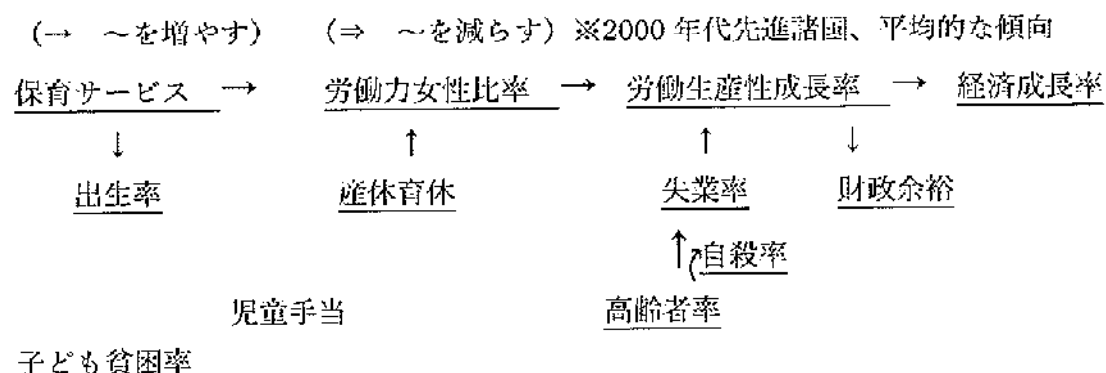 (→ ～を増やす) (⇒ ～を減らす) ※2000 年代先進諸国、平均的な傾向
保育サービス → 労働力女性比率 → 労働生産性成長率 → 経済成長率
↓ ↑ ↑ ↓
出生率 産休育休 失業率 財政余裕
↑ 自殺率
児童手当 高齢者率
子ども貧困率